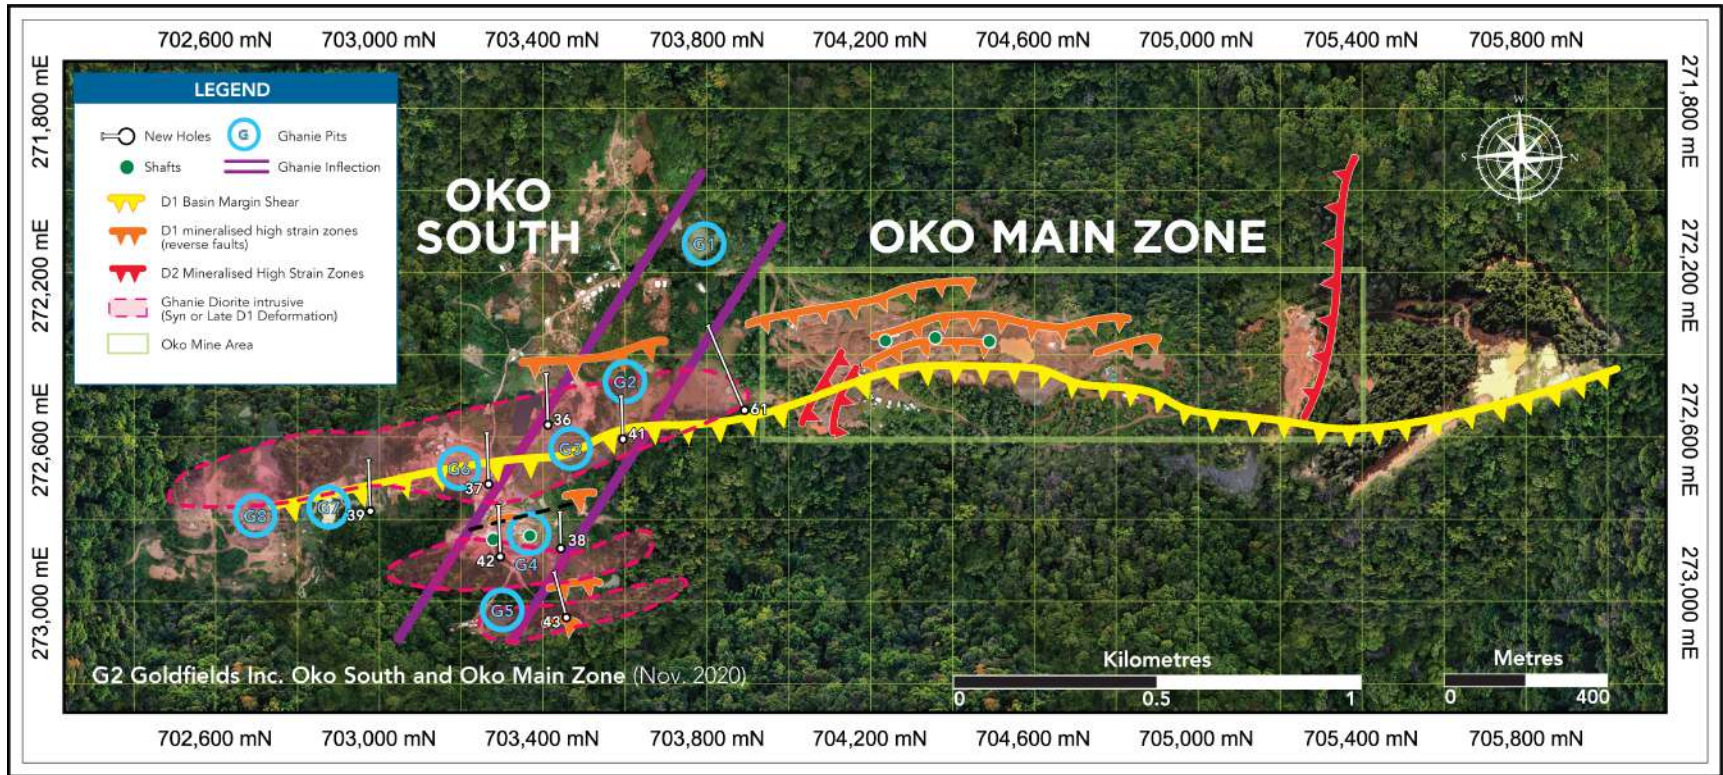 702,600 mN 703,000 mN 703,400 mN 703,800 mN 704,200 mN 704,600 mN 705,000 mN 705,400 mN 705,800 mN
271,800 mE
272,200 mE
272,600 mE
273,000 mE
LEGEND
New Holes
G
Ghanie Pits
Shafts
Ghanie Inflection
D1 Basin Margin Shear
D1 mineralised high strain zones
(reverse faults)
D2 Mineralised High Strain Zones
Ghanie Diorite intrusive
(Syn or Late D1 Deformation)
Oko Mine Area
OKO
SOUTH
OKO MAIN ZONE
W
S
N
E
G1
G2
36
41
61
G3
G6
37
G7
39
G8
42
G4
38
G5
43
G2 Goldfields Inc. Oko South and Oko Main Zone (Nov. 2020)
Kilometres
0 0.5 1
Metres
0 400
271,800 mE
272,200 mE
272,600 mE
273,000 mE
702,600 mN 703,000 mN 703,400 mN 703,800 mN 704,200 mN 704,600 mN 705,000 mN 705,400 mN 705,800 mN